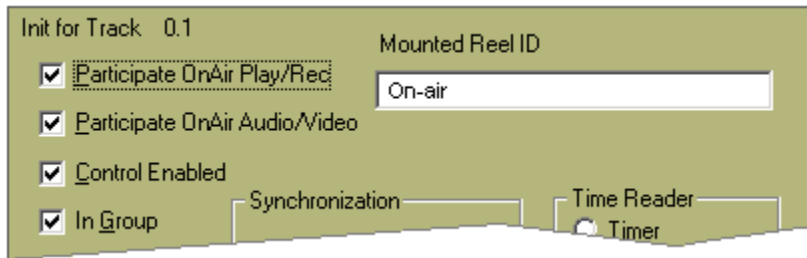 Init for Track 0.1
Mounted Reel ID
Participate OnAir Play/Rec
On-air
Participate OnAir Audio/Video
Control Enabled
Synchronization
Time Reader
In Group
Timer